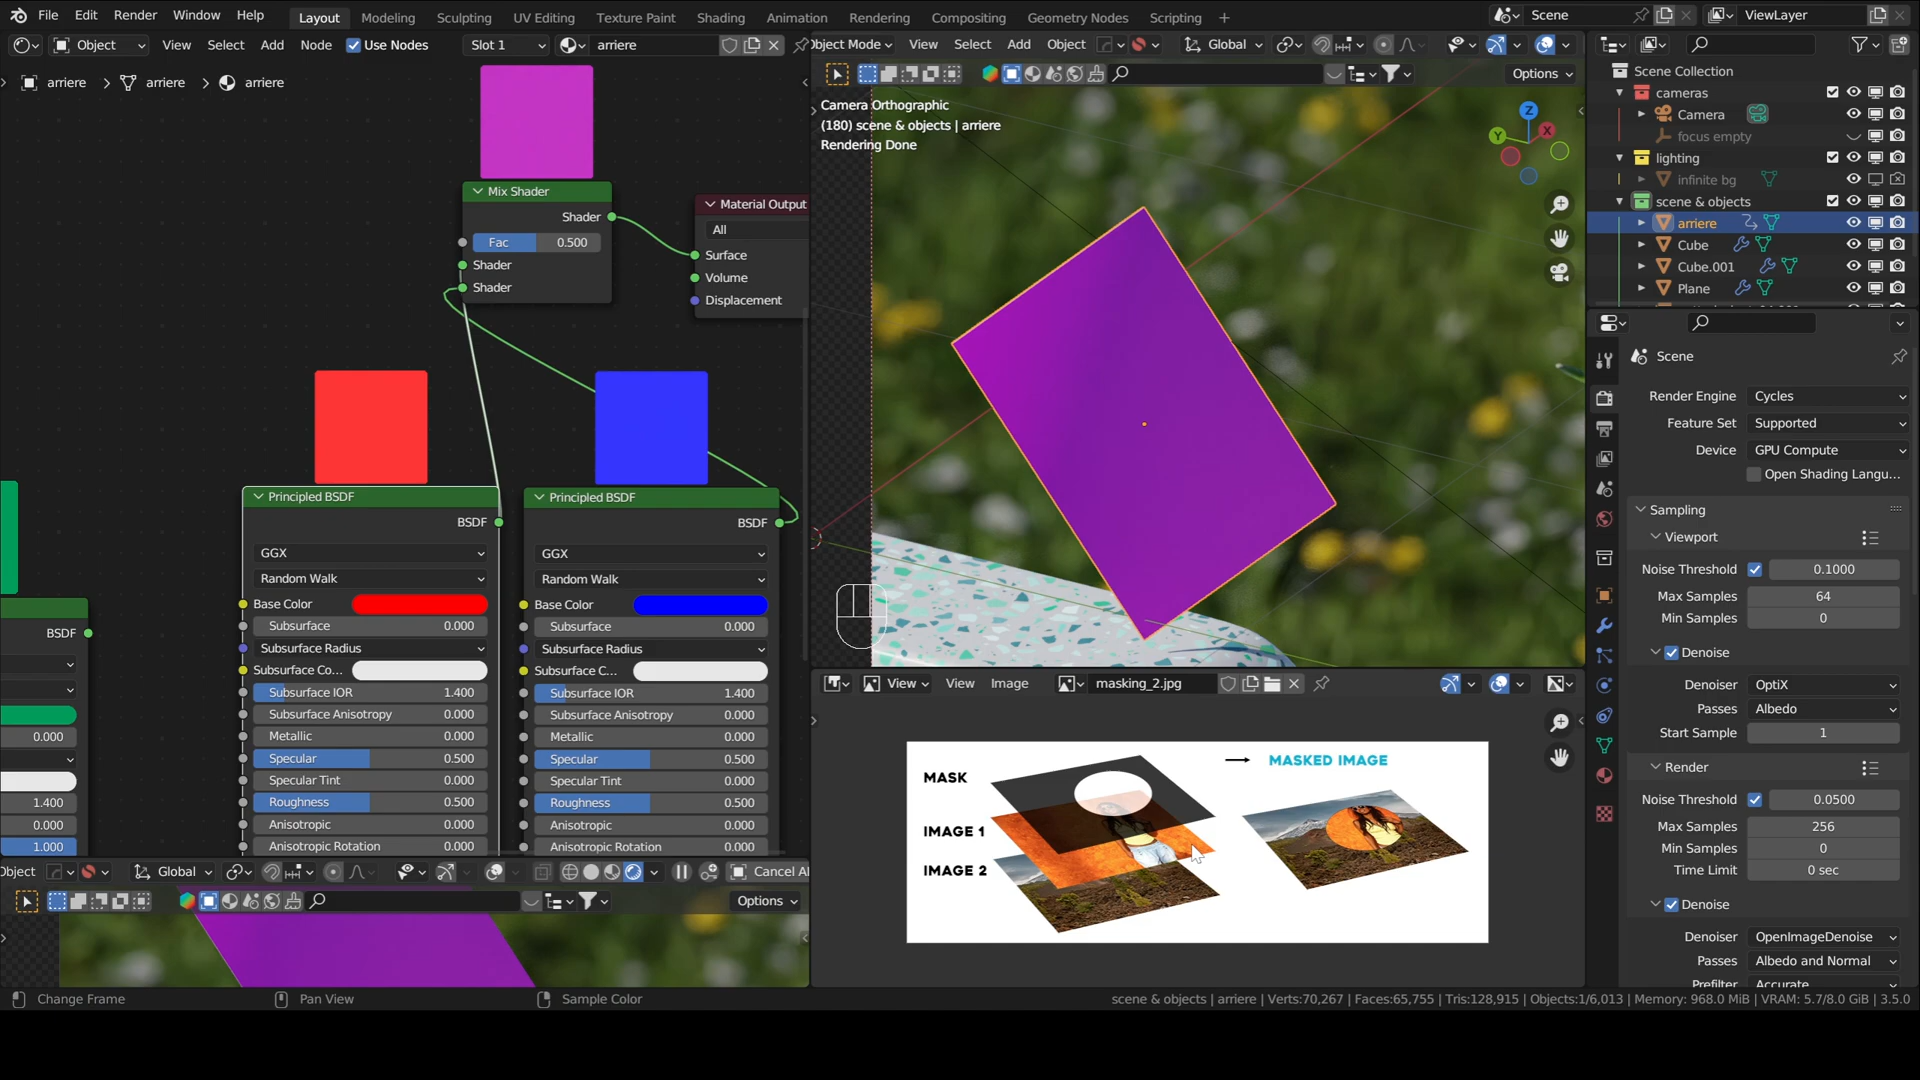 File Edit Render Window Help Layout Modeling Sculpting UV Editing Texture Paint Shading Animation Rendering Compositing Geometry Nodes Scripting + Scene ViewLayer
Object View Select Add Node Use Nodes Slot 1 arriere
arriere > arriere > arriere
Mix Shader
Shader
Fac 0.500
Shader
Shader
Material Output
All
Surface
Volume
Displacement
BSDF
0.000
1.400
0.000
1.000
Principled BSDF
BSDF
GGX
Random Walk
Base Color
Subsurface 0.000
Subsurface Radius
Subsurface Co...
Subsurface IOR 1.400
Subsurface Anisotropy 0.000
Metallic 0.000
Specular 0.500
Specular Tint 0.000
Roughness 0.500
Anisotropic 0.000
Anisotropic Rotation 0.000
Principled BSDF
BSDF
GGX
Random Walk
Base Color
Subsurface 0.000
Subsurface Radius
Subsurface C...
Subsurface IOR 1.400
Subsurface Anisotropy 0.000
Metallic 0.000
Specular 0.500
Specular Tint 0.000
Roughness 0.500
Anisotropic 0.000
Anisotropic Rotation 0.000
Object Global Cancel
Options
Object Mode View Select Add Object Global
Options
Camera Orthographic
(180) scene & objects | arriere
Rendering Done
Z
X
Y
View View Image masking_2.jpg
MASK
IMAGE 1
IMAGE 2
MASKED IMAGE
Scene Collection
cameras
Camera
focus empty
lighting
infinite bg
scene & objects
arriere
Cube
Cube.001
Plane
Scene
Render Engine Cycles
Feature Set Supported
Device GPU Compute
Open Shading Langu...
Sampling
Viewport
Noise Threshold 0.1000
Max Samples 64
Min Samples 0
Denoise
Denoiser OptiX
Passes Albedo
Start Sample 1
Render
Noise Threshold 0.0500
Max Samples 256
Min Samples 0
Time Limit 0 sec
Denoise
Denoiser OpenImageDenoise
Passes Albedo and Normal
Prefilter Accurate
Change Frame Pan View Sample Color scene & objects | arriere | Verts:70,267 | Faces:65,755 | Tris:128,915 | Objects:1/6,013 | Memory: 968.0 MiB | VRAM: 5.7/8.0 GiB | 3.5.0